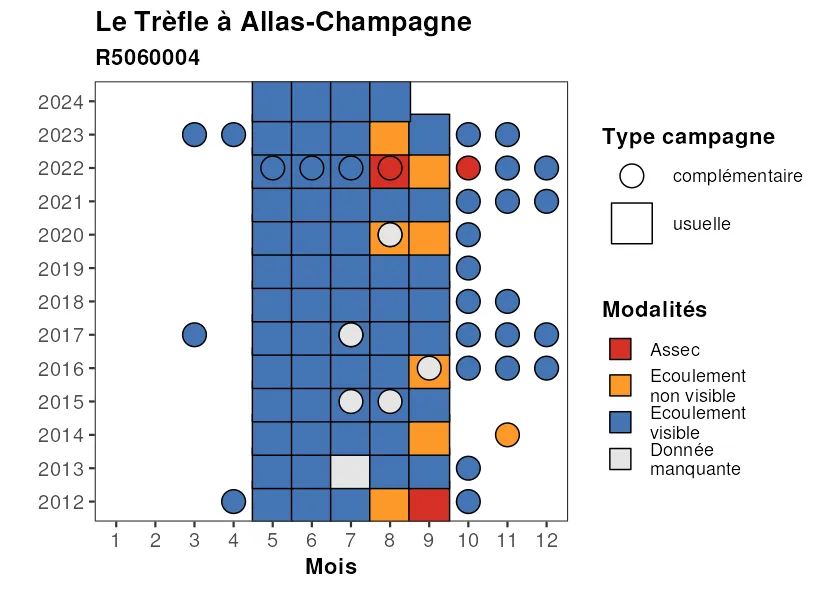 Le Trèfle à Allas-Champagne
R5060004
2024
2023
2022
2021
2020
2019
2018
2017
2016
2015
2014
2013
2012
1 2 3 4 5 6 7 8 9 10 11 12
Mois
Type campagne
complémentaire
usuelle
Modalités
Assec
Ecoulement
non visible
Ecoulement
visible
Donnée
manquante